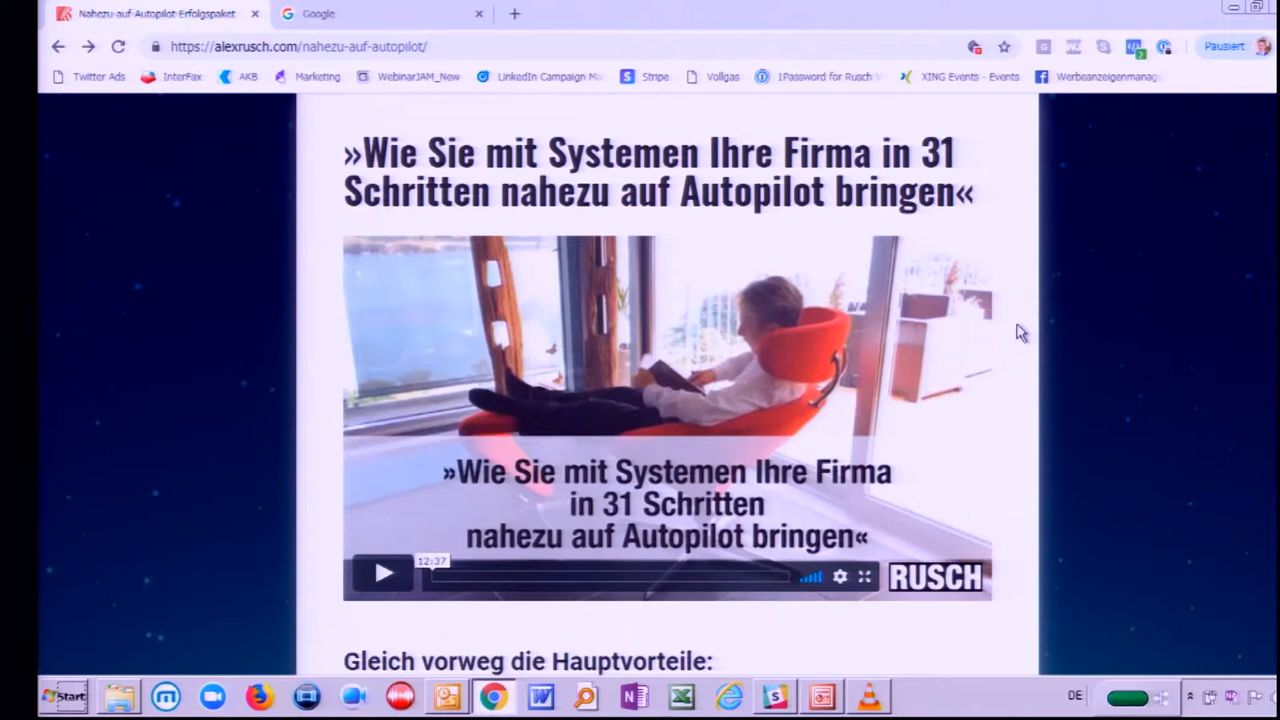 Nahezu-auf-Autopilot-Erfolgspaket
Google
https://alexrusch.com/nahezu-auf-autopilot/
Pausiert
Twitter Ads
InterFax
AKB
Marketing
WebinarJAM_New
LinkedIn Campaign Ma
Stripe
Vollgas
1Password for Rusch
XING Events - Events
Werbeanzeigenmanag
»Wie Sie mit Systemen Ihre Firma in 31
Schritten nahezu auf Autopilot bringen«
»Wie Sie mit Systemen Ihre Firma
in 31 Schritten
nahezu auf Autopilot bringen«
12:37
RUSCH
Gleich vorweg die Hauptvorteile:
Start
DE